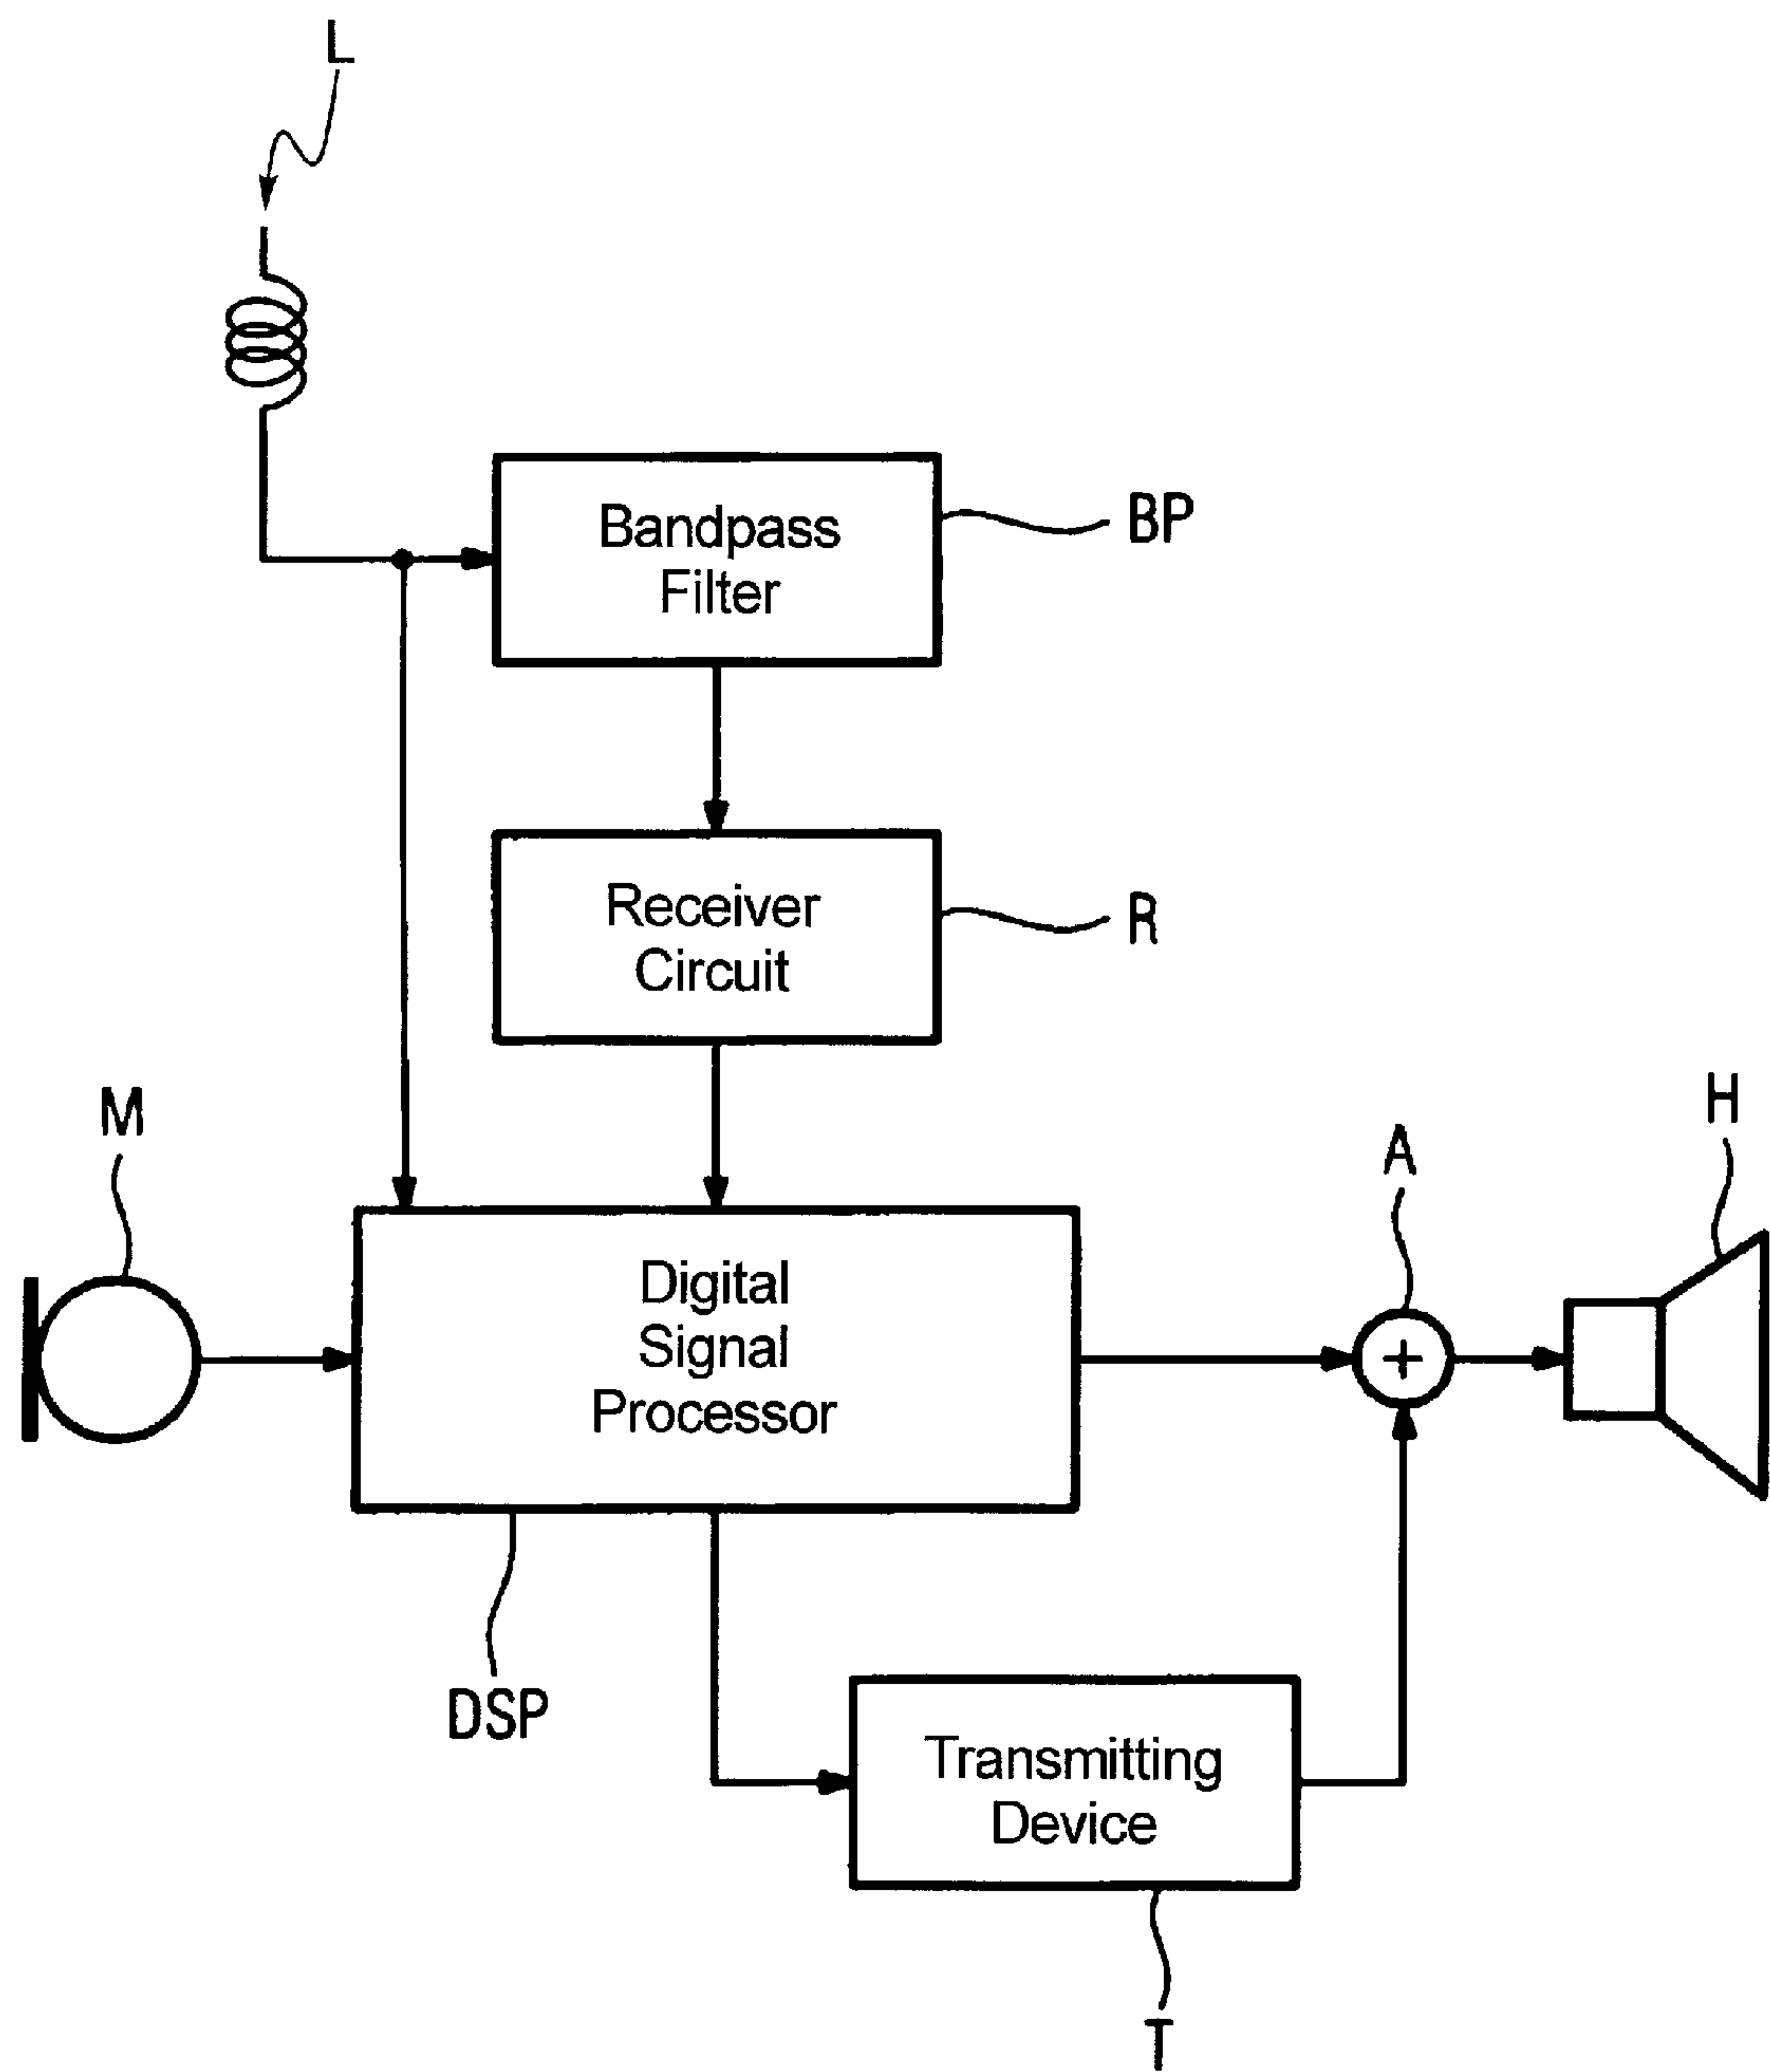 L
Bandpass
Filter
BP
Receiver
Circuit
R
M
H
A
Digital
Signal
Processor
+
DSP
Transmitting
Device
T